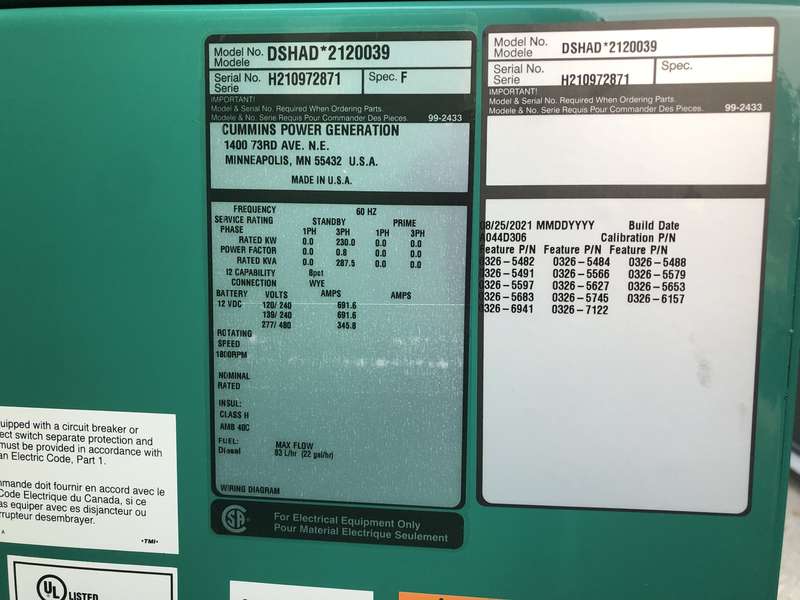 Model No. DSHAD*2120039
Modele
Serial No. H210972871 Spec. F
Serie
IMPORTANT!
Model & Serial No. Required When Ordering Parts.
Modele & No. Serie Requis Pour Commander Des Pieces. 99-2433
CUMMINS POWER GENERATION
1400 73RD AVE. N.E.
MINNEAPOLIS, MN 55432 U.S.A.
MADE IN U.S.A.
FREQUENCY 60 HZ
SERVICE RATING STANDBY PRIME
PHASE 1PH 3PH 1PH 3PH
RATED KW 0.0 230.0 0.0 0.0
POWER FACTOR 0.0 0.8 0.0 0.0
RATED KVA 0.0 287.5 0.0 0.0
I2 CAPABILITY 8pct
CONNECTION WYE
BATTERY VOLTS AMPS AMPS
12 VDC 120/ 240 691.6
139/ 240 691.6
277/ 480 345.8
ROTATING
SPEED
1800RPM
NOMINAL
RATED
INSUL:
CLASS H
AMB 40C
FUEL: MAX FLOW
Diesel 83 L/hr (22 gal/hr)
WIRING DIAGRAM
For Electrical Equipment Only
Pour Material Electrique Seulement
Model No. DSHAD*2120039
Modele
Serial No. H210972871 Spec.
Serie
IMPORTANT!
Model & Serial No. Required When Ordering Parts.
Modele & No. Serie Requis Pour Commander Des Pieces. 99-2433
08/25/2021 MMDDYYYY Build Date
A044D306 Calibration P/N
Feature P/N Feature P/N Feature P/N
0326-5482 0326-5484 0326-5488
0326-5491 0326-5566 0326-5579
0326-5597 0326-5627 0326-5653
0326-5683 0326-5745 0326-6157
0326-6941 0326-7122
quipped with a circuit breaker or
ect switch separate protection and
must be provided in accordance with
an Electric Code, Part 1.
mmande doit fournir en accord avec le
Code Electrique du Canada, si ce
as equiper avec es disjoncteur ou
rrupteur desembrayer.
A •TMI•
UL LISTED